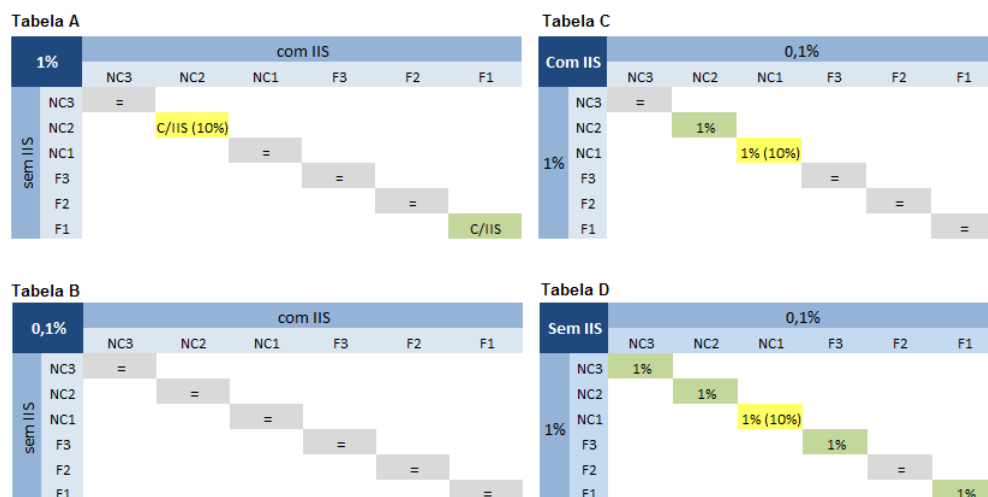 Tabela A
1%
com IIS
NC3 NC2 NC1 F3 F2 F1
sem IIS
NC3 =
NC2 C/IIS (10%)
NC1 =
F3 =
F2 =
F1 C/IIS
Tabela C
Com IIS
0,1%
NC3 NC2 NC1 F3 F2 F1
1%
NC3 =
NC2 1%
NC1 1% (10%)
F3 =
F2 =
F1 =
Tabela B
0,1%
com IIS
NC3 NC2 NC1 F3 F2 F1
sem IIS
NC3 =
NC2 =
NC1 =
F3 =
F2 =
F1 =
Tabela D
Sem IIS
0,1%
NC3 NC2 NC1 F3 F2 F1
1%
NC3 1%
NC2 1%
NC1 1% (10%)
F3 1%
F2 =
F1 1%